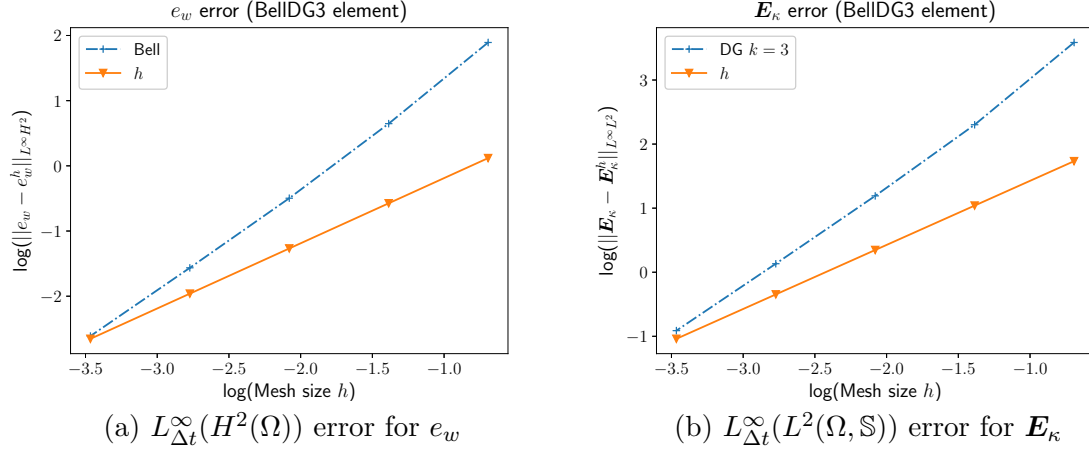 e_w error (BellDG3 element)
log(||e_w − e_w^h||_{L^∞H^2})
2
1
0
−1
−2
Bell
h
−3.5 −3.0 −2.5 −2.0 −1.5 −1.0
log(Mesh size h)
(a) L^∞_{Δt}(H^2(Ω)) error for e_w
E_κ error (BellDG3 element)
log(||E_κ − E_κ^h||_{L^∞L^2})
3
2
1
0
−1
DG k = 3
h
−3.5 −3.0 −2.5 −2.0 −1.5 −1.0
log(Mesh size h)
(b) L^∞_{Δt}(L^2(Ω, 𝕊)) error for E_κ